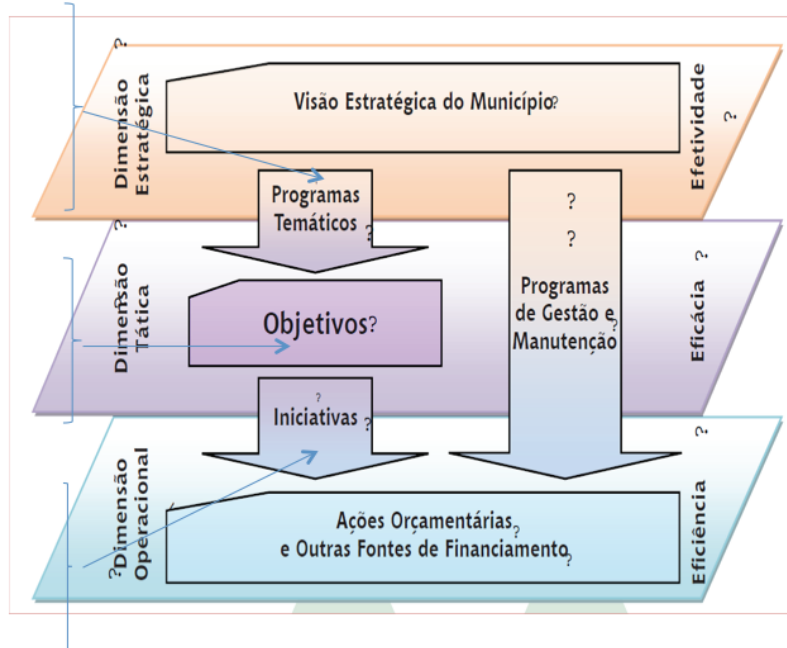 ?
Dimensão
Estratégica
Visão Estratégica do Município?
Efetividade
?
Programas
Temáticos ?
?
?
Programas
de Gestão e
Manutenção?
?
Dimensão
Tática
?
Objetivos?
?
Eficácia
?
Iniciativas ?
?
Dimensão
Operacional
?
Ações Orçamentárias?
e Outras Fontes de Financiamento?
?
Eficiência